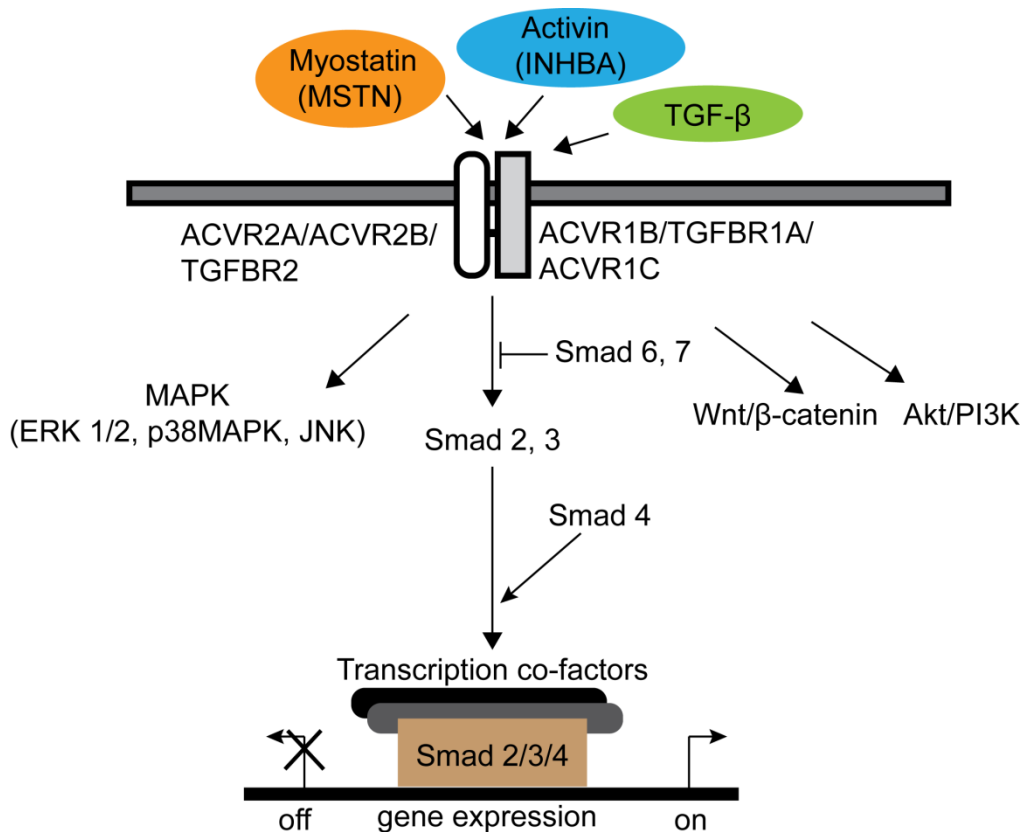 Myostatin
(MSTN)
Activin
(INHBA)
TGF-β
ACVR2A/ACVR2B/
TGFBR2
ACVR1B/TGFBR1A/
ACVR1C
Smad 6, 7
MAPK
(ERK 1/2, p38MAPK, JNK)
Smad 2, 3
Wnt/β-catenin
Akt/PI3K
Smad 4
Transcription co-factors
Smad 2/3/4
off
gene expression
on